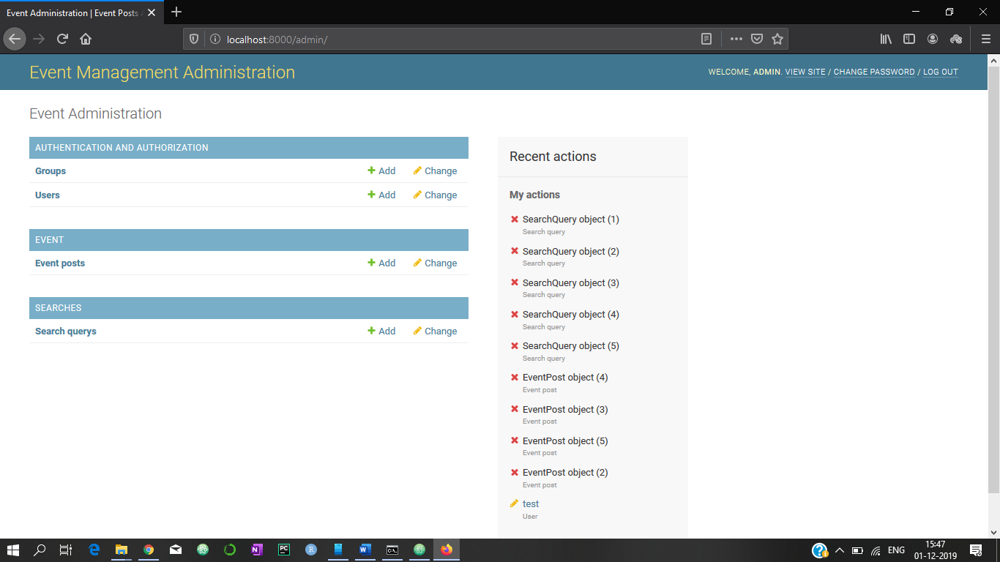 Event Administration | Event Posts
localhost:8000/admin/
Event Management Administration
WELCOME, ADMIN. VIEW SITE / CHANGE PASSWORD / LOG OUT
Event Administration
AUTHENTICATION AND AUTHORIZATION
Groups Add Change
Users Add Change
EVENT
Event posts Add Change
SEARCHES
Search querys Add Change
Recent actions
My actions
SearchQuery object (1)
Search query
SearchQuery object (2)
Search query
SearchQuery object (3)
Search query
SearchQuery object (4)
Search query
SearchQuery object (5)
Search query
EventPost object (4)
Event post
EventPost object (3)
Event post
EventPost object (5)
Event post
EventPost object (2)
Event post
test
User
ENG
15:47
01-12-2019